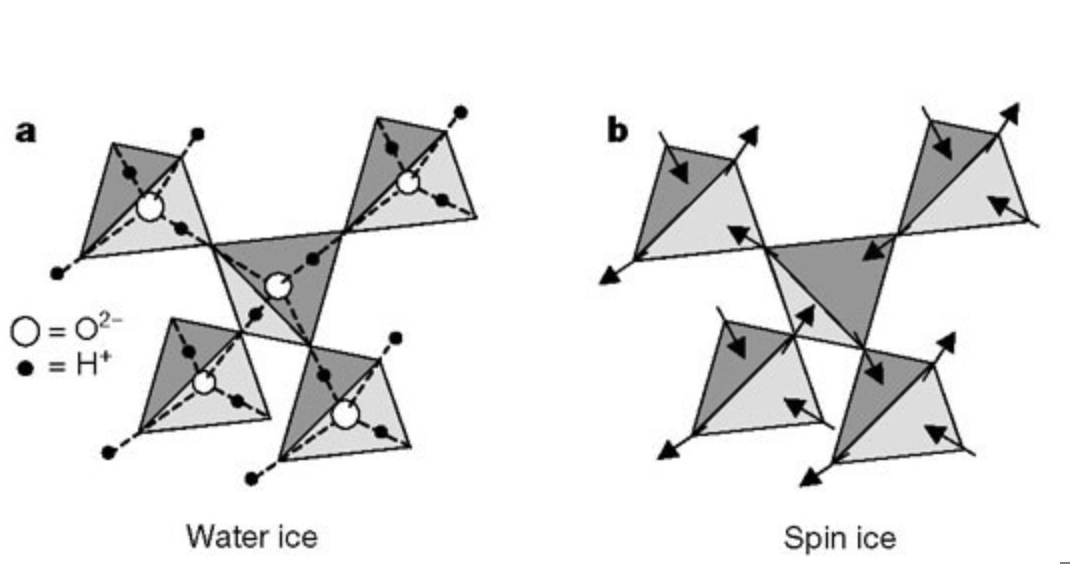 a
b
= O²⁻
= H⁺
Water ice
Spin ice